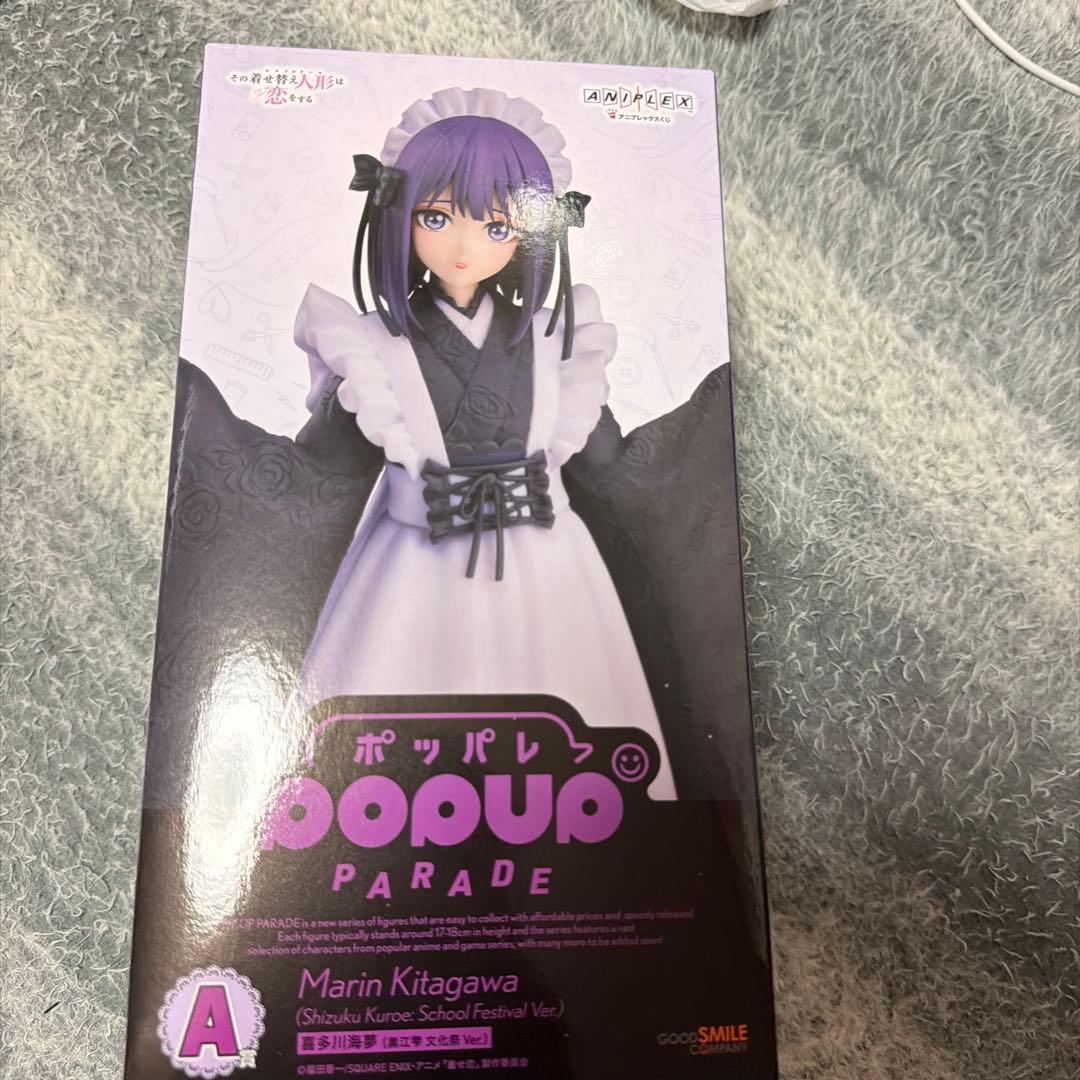 その着せ替え人形は
恋をする
ANIPLEX
アニプレックスくじ
ポッパレ
POPUP
PARADE
UP PARADE is a new series of figures that are easy to collect with affordable prices and speedy releases!
Each figure typically stands around 17-18cm in height and the series features a vast
selection of characters from popular anime and game series, with many more to be added soon!
A賞
Marin Kitagawa
(Shizuku Kuroe: School Festival Ver.)
喜多川海夢 (黒江雫 文化祭 Ver.)
©福田晋一/SQUARE ENIX・アニメ「着せ恋」製作委員会
GOOD SMILE
COMPANY